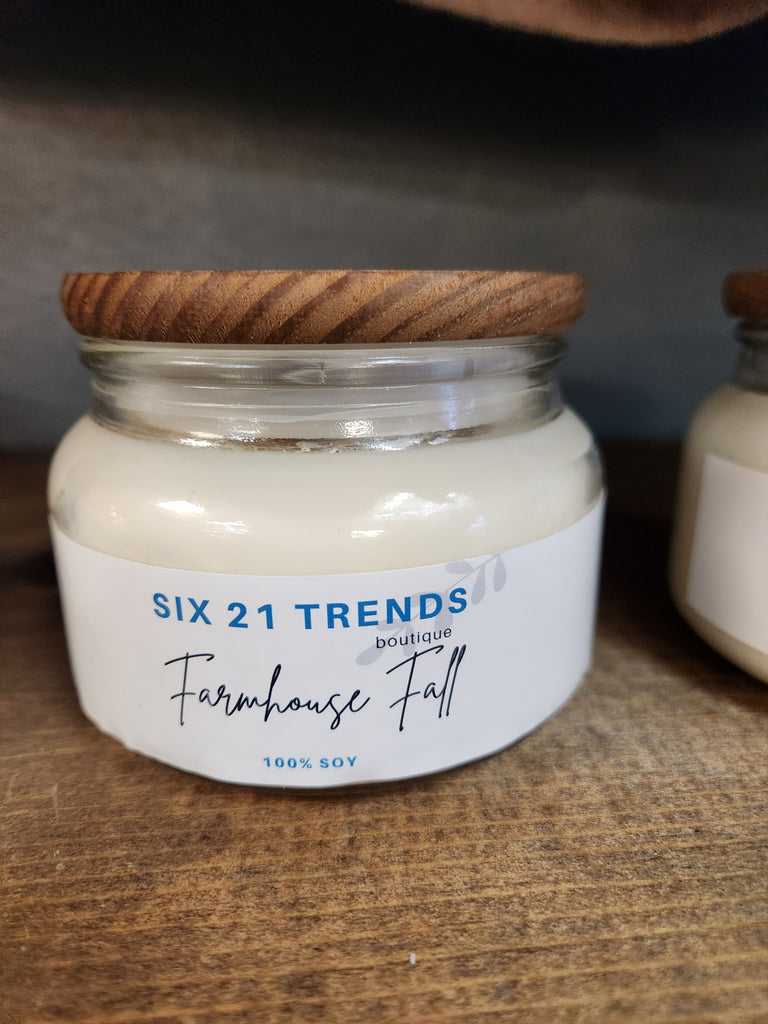 SIX 21 TRENDS
boutique
Farmhouse Fall
100% SOY